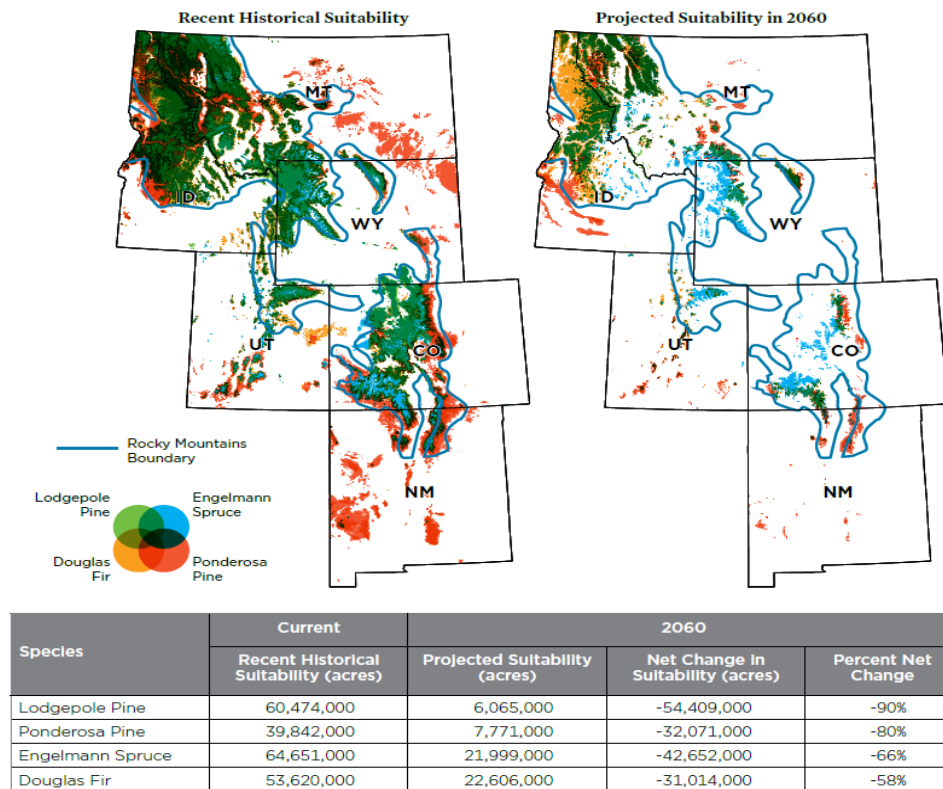 Recent Historical Suitability
Projected Suitability in 2060
MT
ID
WY
UT
CO
NM
MT
ID
WY
UT
CO
NM
Rocky Mountains
Boundary
Lodgepole
Pine
Engelmann
Spruce
Douglas
Fir
Ponderosa
Pine
Species Current 2060
Recent Historical Suitability (acres) Projected Suitability (acres) Net Change in Suitability (acres) Percent Net Change
Lodgepole Pine 60,474,000 6,065,000 -54,409,000 -90%
Ponderosa Pine 39,842,000 7,771,000 -32,071,000 -80%
Engelmann Spruce 64,651,000 21,999,000 -42,652,000 -66%
Douglas Fir 53,620,000 22,606,000 -31,014,000 -58%